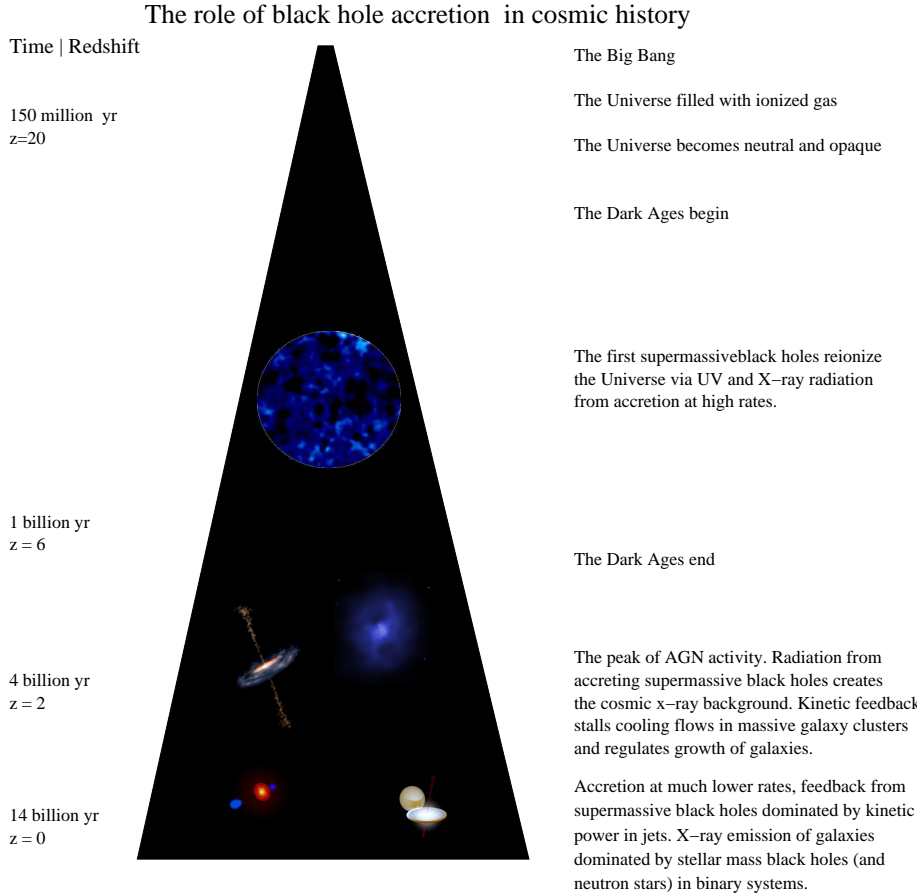 The role of black hole accretion in cosmic history
Time | Redshift
The Big Bang
The Universe filled with ionized gas
150 million yr
z=20
The Universe becomes neutral and opaque
The Dark Ages begin
The first supermassiveblack holes reionize
the Universe via UV and X−ray radiation
from accretion at high rates.
1 billion yr
z = 6
The Dark Ages end
4 billion yr
z = 2
The peak of AGN activity. Radiation from
accreting supermassive black holes creates
the cosmic x−ray background. Kinetic feedback
stalls cooling flows in massive galaxy clusters
and regulates growth of galaxies.
14 billion yr
z = 0
Accretion at much lower rates, feedback from
supermassive black holes dominated by kinetic
power in jets. X−ray emission of galaxies
dominated by stellar mass black holes (and
neutron stars) in binary systems.